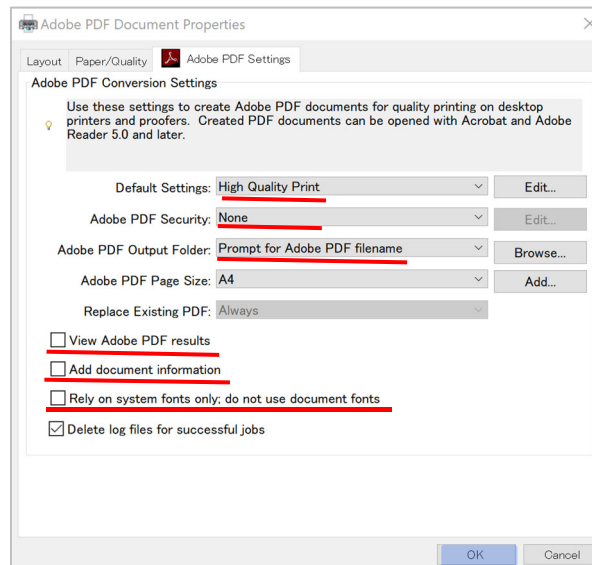 Adobe PDF Document Properties
Layout Paper/Quality Adobe PDF Settings
Adobe PDF Conversion Settings
Use these settings to create Adobe PDF documents for quality printing on desktop
printers and proofers. Created PDF documents can be opened with Acrobat and Adobe
Reader 5.0 and later.
Default Settings: High Quality Print Edit...
Adobe PDF Security: None Edit...
Adobe PDF Output Folder: Prompt for Adobe PDF filename Browse...
Adobe PDF Page Size: A4 Add...
Replace Existing PDF: Always
View Adobe PDF results
Add document information
Rely on system fonts only; do not use document fonts
Delete log files for successful jobs
OK Cancel